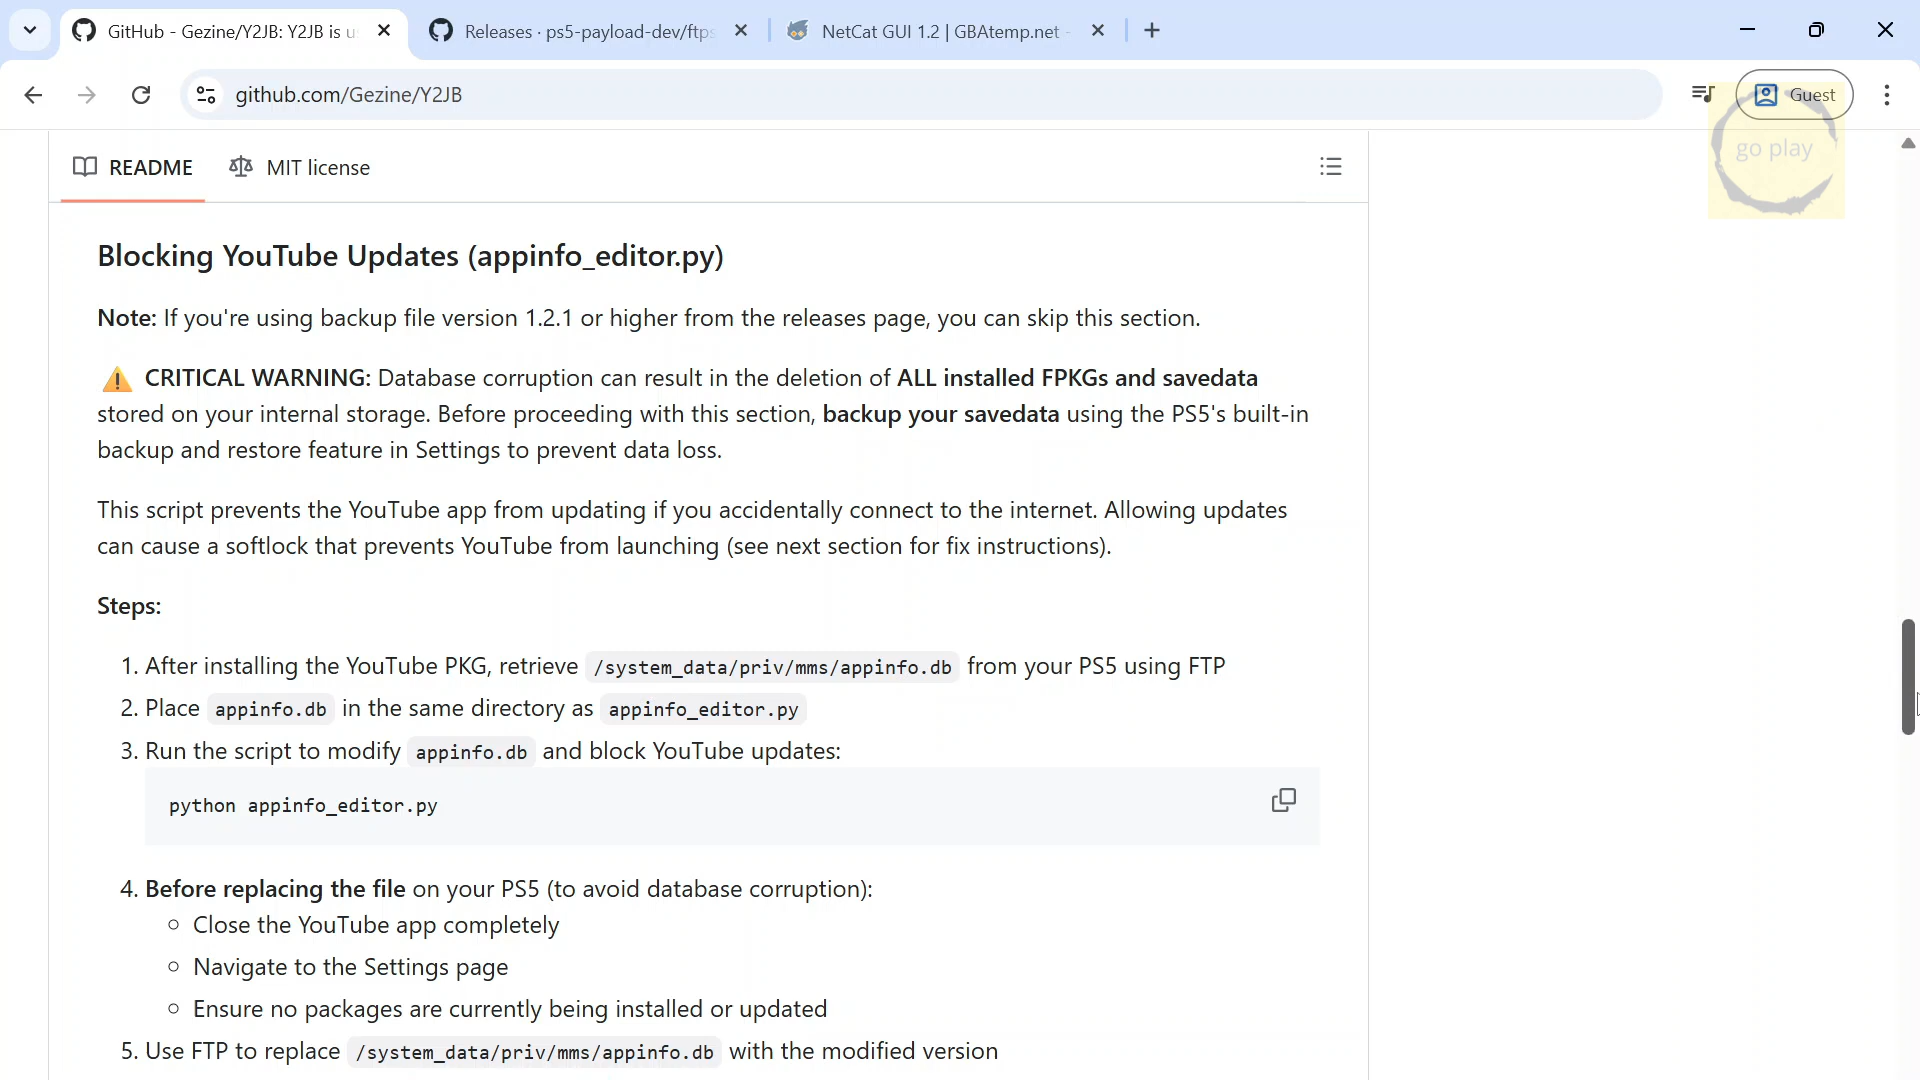 GitHub - Gezine/Y2JB: Y2JB is u
Releases · ps5-payload-dev/ftps
NetCat GUI 1.2 | GBAtemp.net -
github.com/Gezine/Y2JB
Guest
go play
README
MIT license
Blocking YouTube Updates (appinfo_editor.py)
Note: If you're using backup file version 1.2.1 or higher from the releases page, you can skip this section.
CRITICAL WARNING: Database corruption can result in the deletion of ALL installed FPKGs and savedata
stored on your internal storage. Before proceeding with this section, backup your savedata using the PS5's built-in
backup and restore feature in Settings to prevent data loss.
This script prevents the YouTube app from updating if you accidentally connect to the internet. Allowing updates
can cause a softlock that prevents YouTube from launching (see next section for fix instructions).
Steps:
1. After installing the YouTube PKG, retrieve /system_data/priv/mms/appinfo.db from your PS5 using FTP
2. Place appinfo.db in the same directory as appinfo_editor.py
3. Run the script to modify appinfo.db and block YouTube updates:
python appinfo_editor.py
4. Before replacing the file on your PS5 (to avoid database corruption):
Close the YouTube app completely
Navigate to the Settings page
Ensure no packages are currently being installed or updated
5. Use FTP to replace /system_data/priv/mms/appinfo.db with the modified version